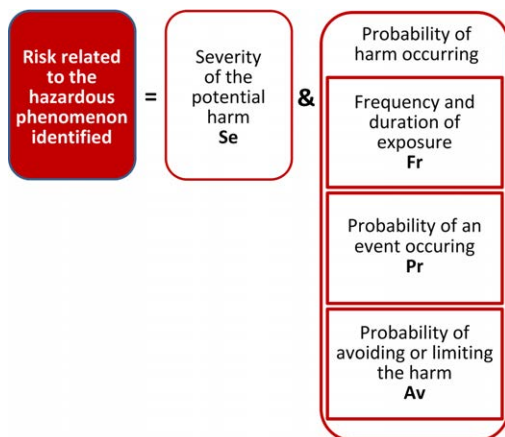 Risk related
to the
hazardous
phenomenon
identified
=
Severity
of the
potential
harm
Se
&
Probability of
harm occurring
Frequency and
duration of
exposure
Fr
Probability of an
event occuring
Pr
Probability of
avoiding or limiting
the harm
Av